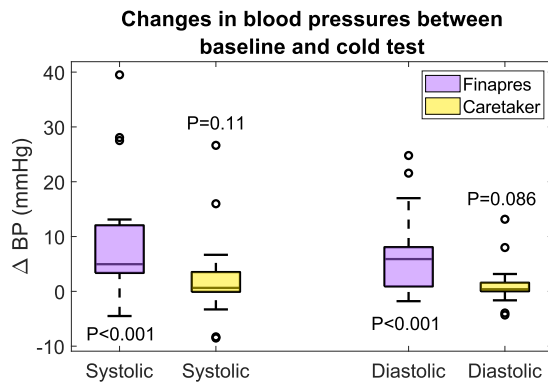 Changes in blood pressures between
baseline and cold test
Δ BP (mmHg)
40
30
20
10
0
-10
Finapres
Caretaker
P=0.11
P=0.086
P<0.001
P<0.001
Systolic
Systolic
Diastolic
Diastolic